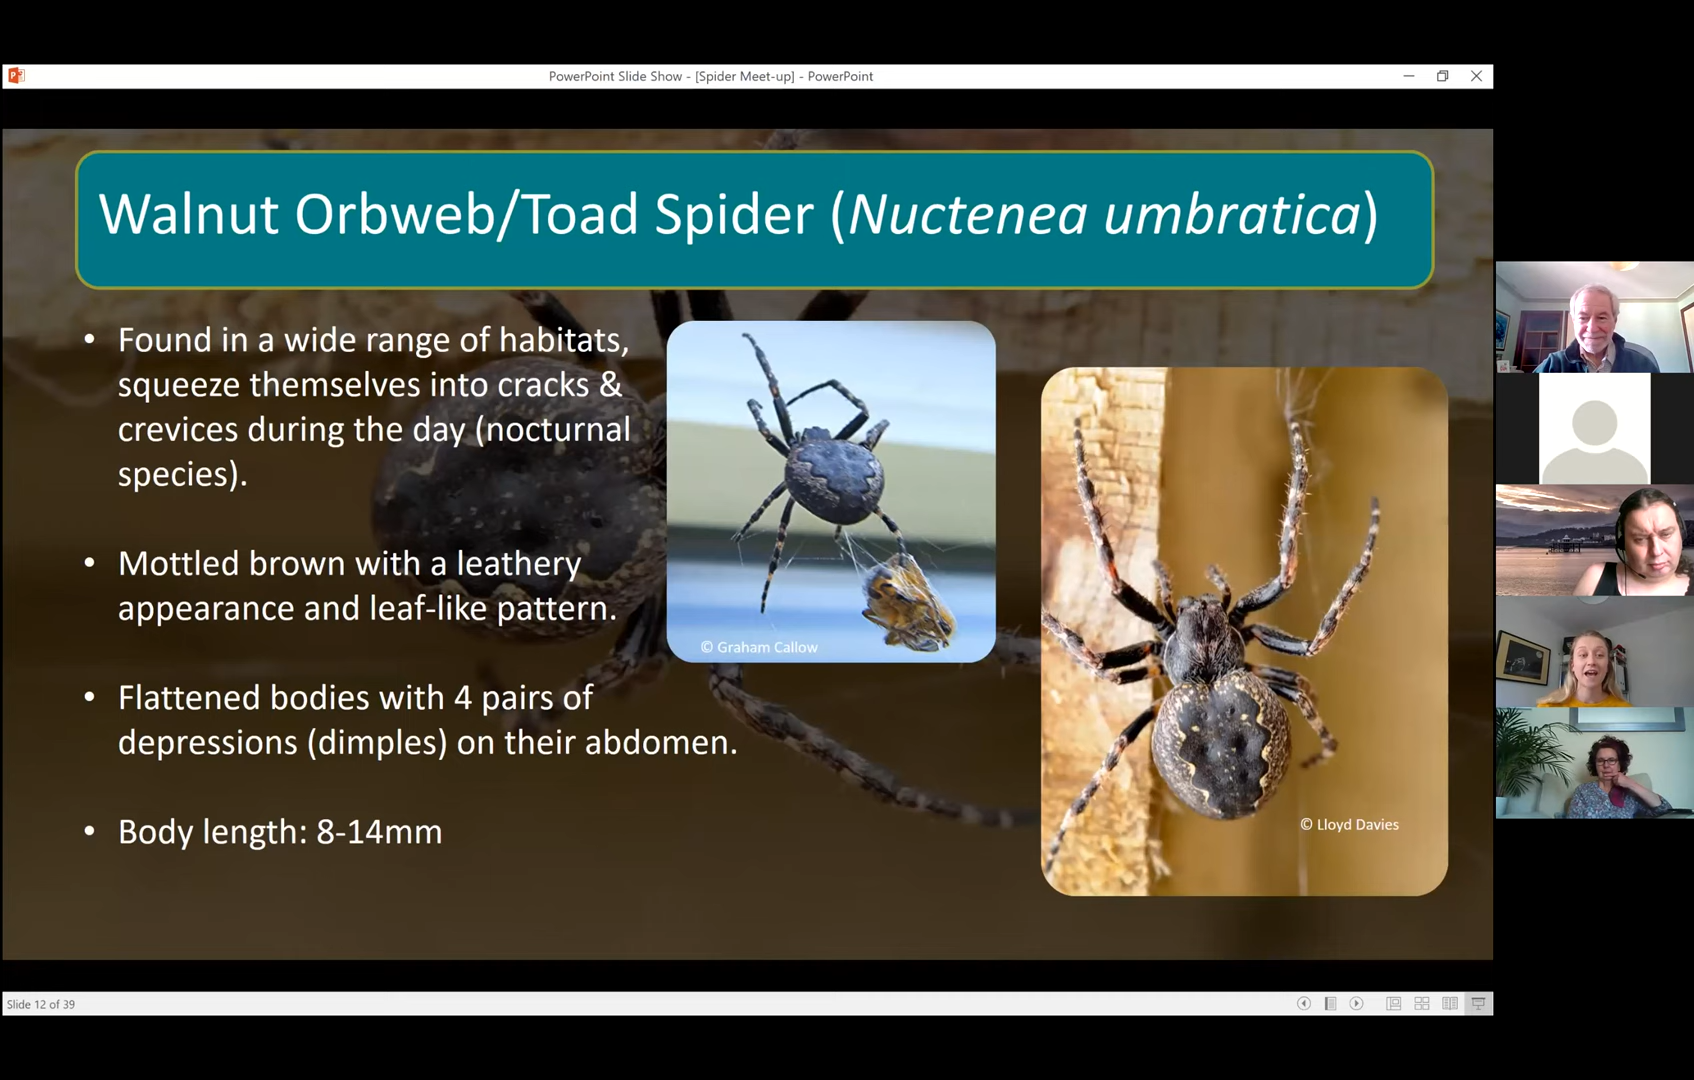 PowerPoint Slide Show - [Spider Meet-up] - PowerPoint
Walnut Orbweb/Toad Spider (Nuctenea umbratica)
• Found in a wide range of habitats,
squeeze themselves into cracks &
crevices during the day (nocturnal
species).
• Mottled brown with a leathery
appearance and leaf-like pattern.
• Flattened bodies with 4 pairs of
depressions (dimples) on their abdomen.
• Body length: 8-14mm
© Graham Callow
© Lloyd Davies
Slide 12 of 39